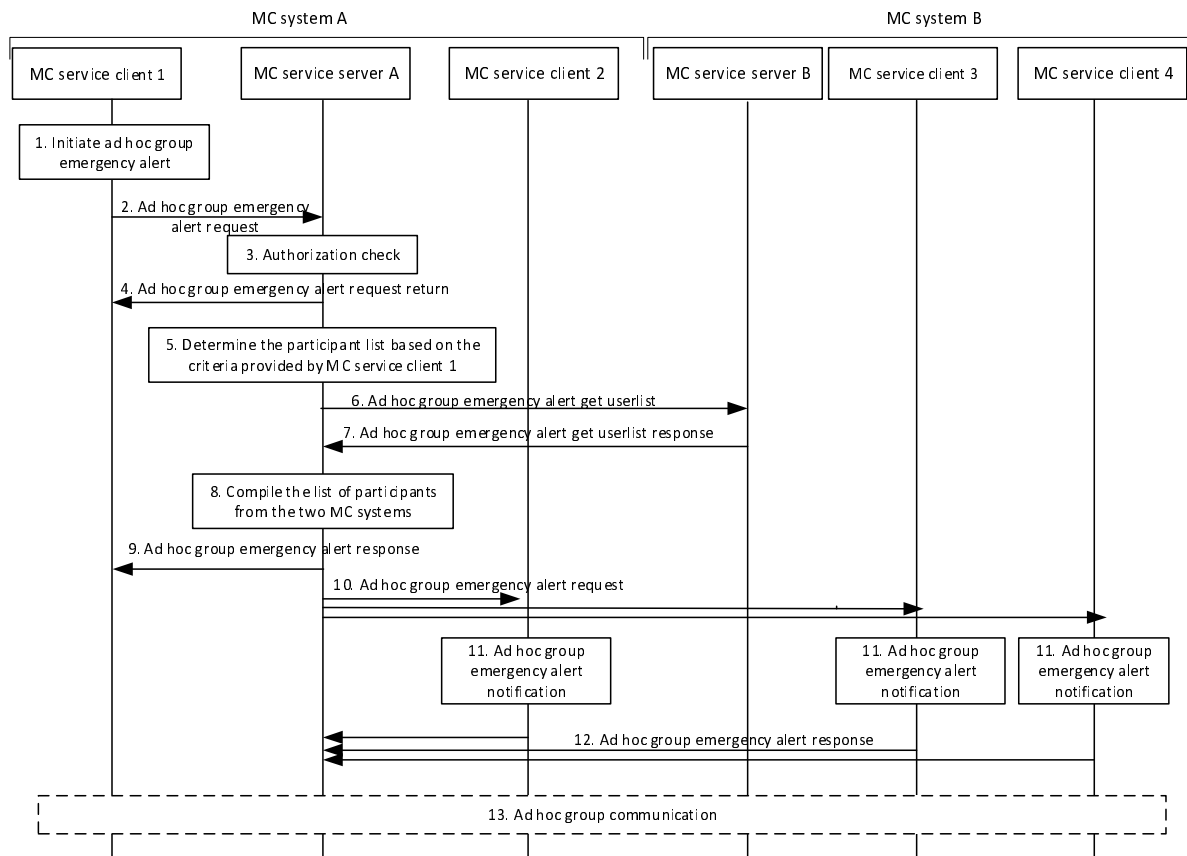 MC system A
MC system B
MC service client 1
MC service server A
MC service client 2
MC service server B
MC service client 3
MC service client 4
1. Initiate ad hoc group
emergency alert
2. Ad hoc group emergency
alert request
3. Authorization check
4. Ad hoc group emergency alert request return
5. Determine the participant list based on the
criteria provided by MC service client 1
6. Ad hoc group emergency alert get userlist
7. Ad hoc group emergency alert get userlist response
8. Compile the list of participants
from the two MC systems
9. Ad hoc group emergency alert response
10. Ad hoc group emergency alert request
11. Ad hoc group
emergency alert
notification
11. Ad hoc group
emergency alert
notification
11. Ad hoc group
emergency alert
notification
12. Ad hoc group emergency alert response
13. Ad hoc group communication